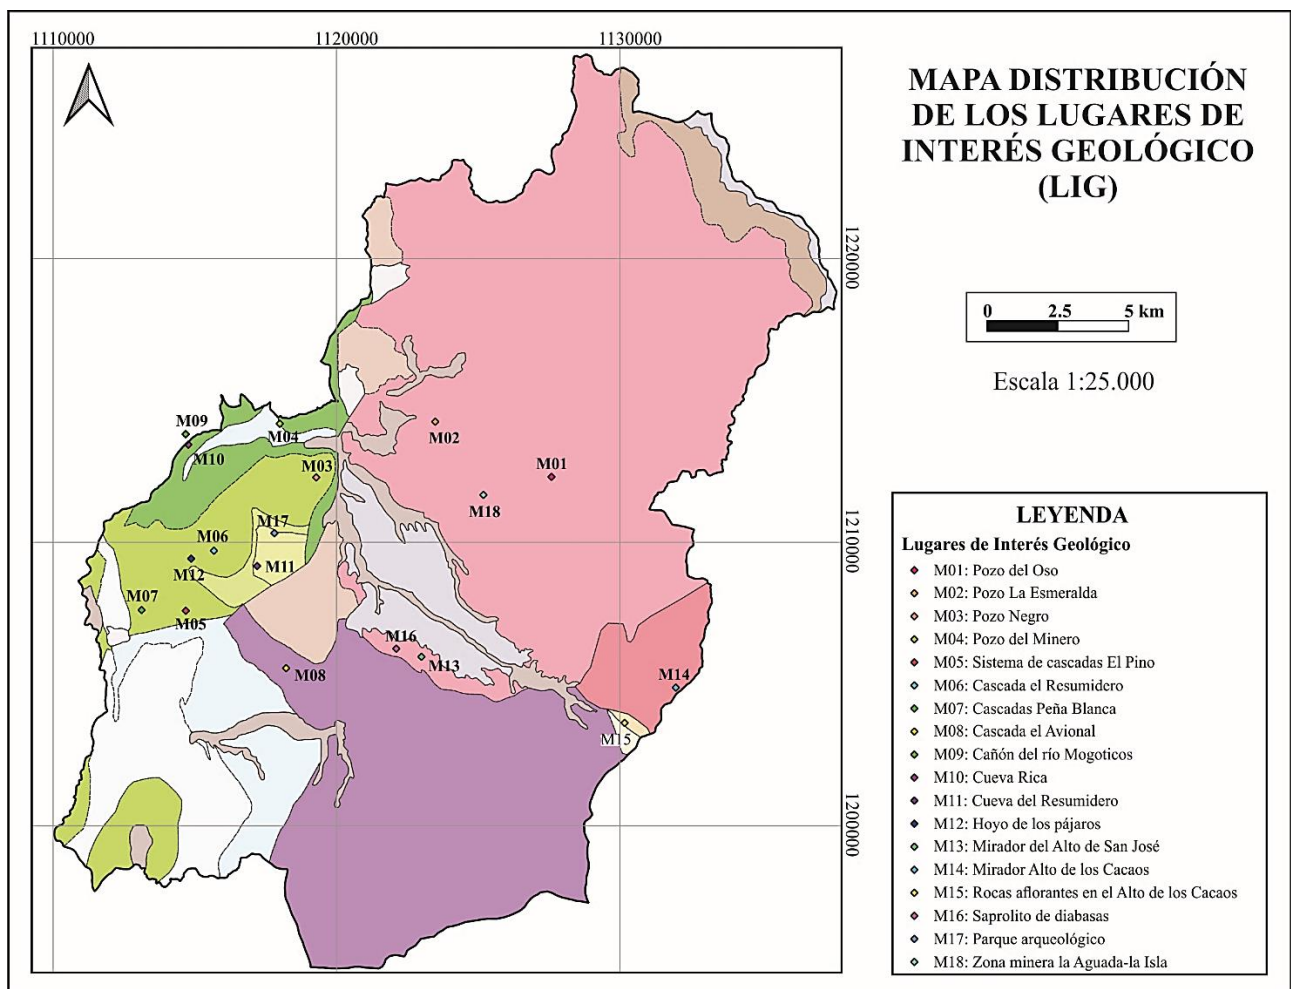 1110000
1120000
1130000
MAPA DISTRIBUCIÓN
DE LOS LUGARES DE
INTERÉS GEOLÓGICO
(LIG)
1220000
0 2.5 5 km
Escala 1:25.000
M09
M04
M02
M10
M03
M01
M18
M17
1210000
M06
M12
M11
M07
M05
M16
M13
M08
M14
M15
1200000
LEYENDA
Lugares de Interés Geológico
M01: Pozo del Oso
M02: Pozo La Esmeralda
M03: Pozo Negro
M04: Pozo del Minero
M05: Sistema de cascadas El Pino
M06: Cascada el Resumidero
M07: Cascadas Peña Blanca
M08: Cascada el Avional
M09: Cañón del río Mogoticos
M10: Cueva Rica
M11: Cueva del Resumidero
M12: Hoyo de los pájaros
M13: Mirador del Alto de San José
M14: Mirador Alto de los Cacaos
M15: Rocas aflorantes en el Alto de los Cacaos
M16: Saprolito de diabasas
M17: Parque arqueológico
M18: Zona minera la Aguada-la Isla